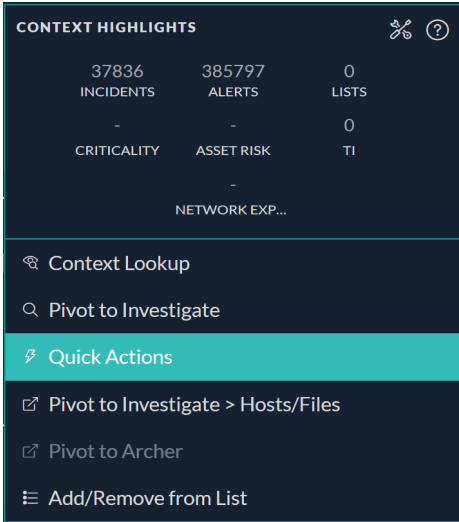 CONTEXT HIGHLIGHTS
37836 385797 0
INCIDENTS ALERTS LISTS
- - 0
CRITICALITY ASSET RISK TI
-
NETWORK EXP...
Context Lookup
Pivot to Investigate
Quick Actions
Pivot to Investigate > Hosts/Files
Pivot to Archer
Add/Remove from List